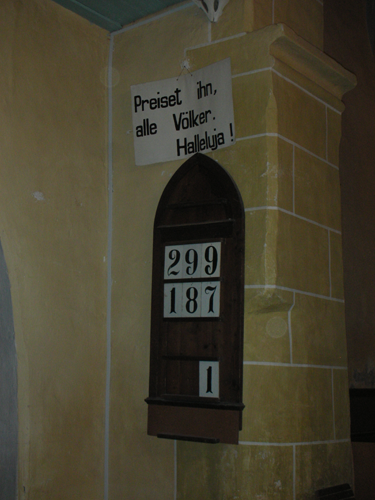 Preiset ihn,
alle Völker.
Halleluja !
299
187
1